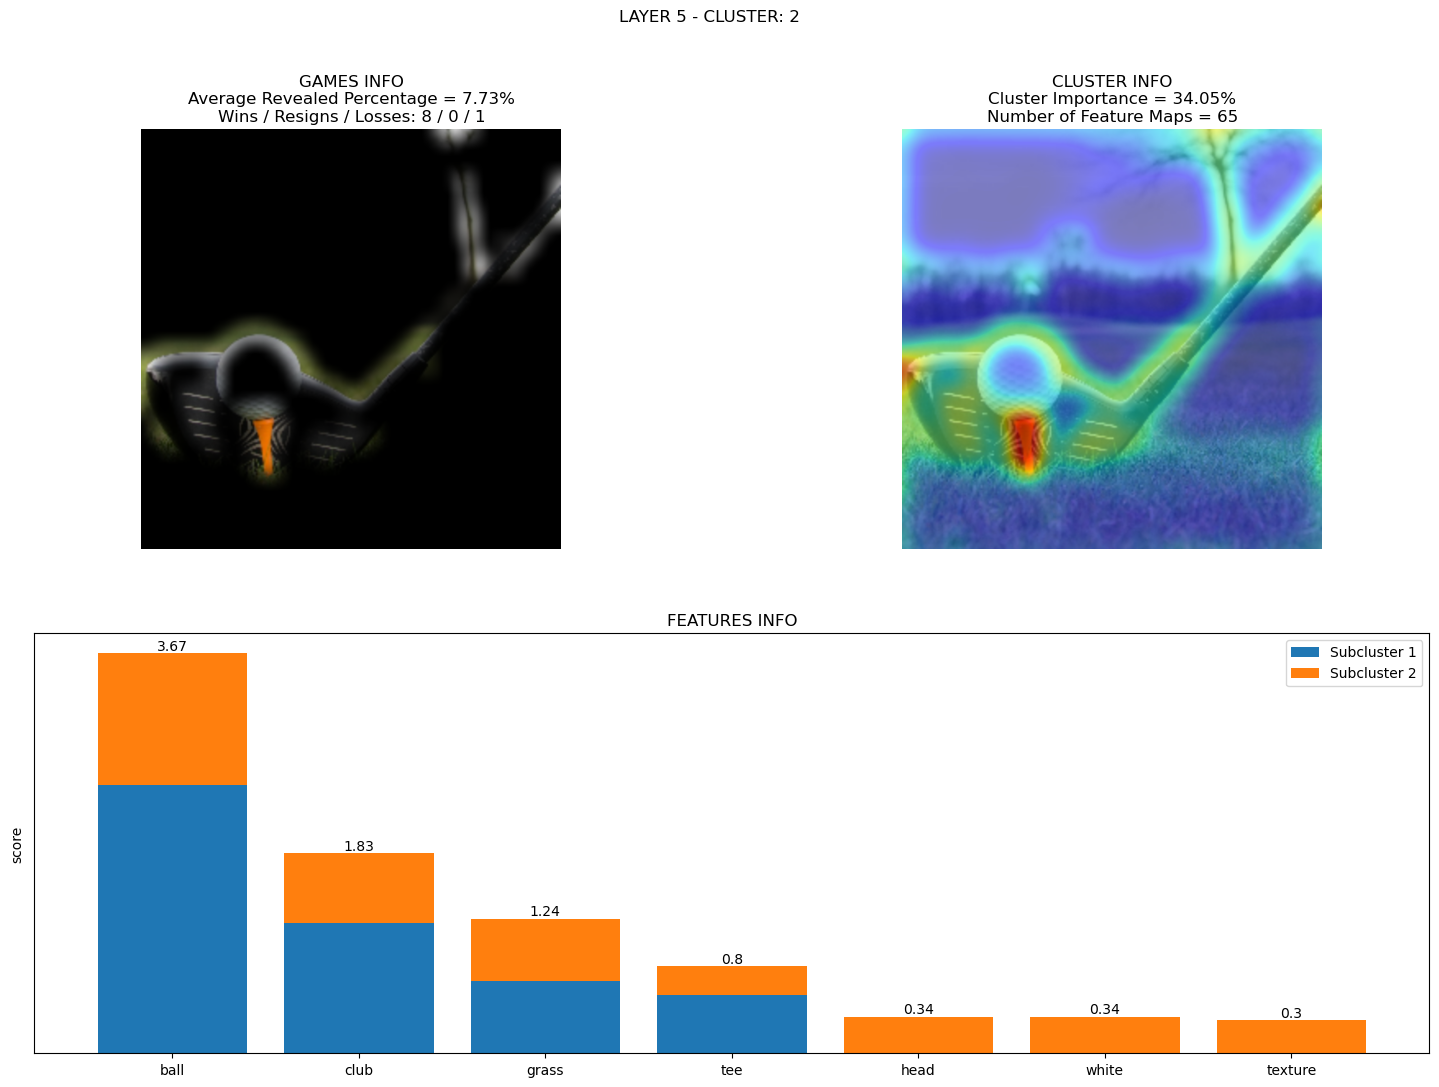 LAYER 5 - CLUSTER: 2
GAMES INFO
Average Revealed Percentage = 7.73%
Wins / Resigns / Losses: 8 / 0 / 1
CLUSTER INFO
Cluster Importance = 34.05%
Number of Feature Maps = 65
FEATURES INFO
Subcluster 1
Subcluster 2
score
3.67
1.83
1.24
0.8
0.34
0.34
0.3
ball
club
grass
tee
head
white
texture